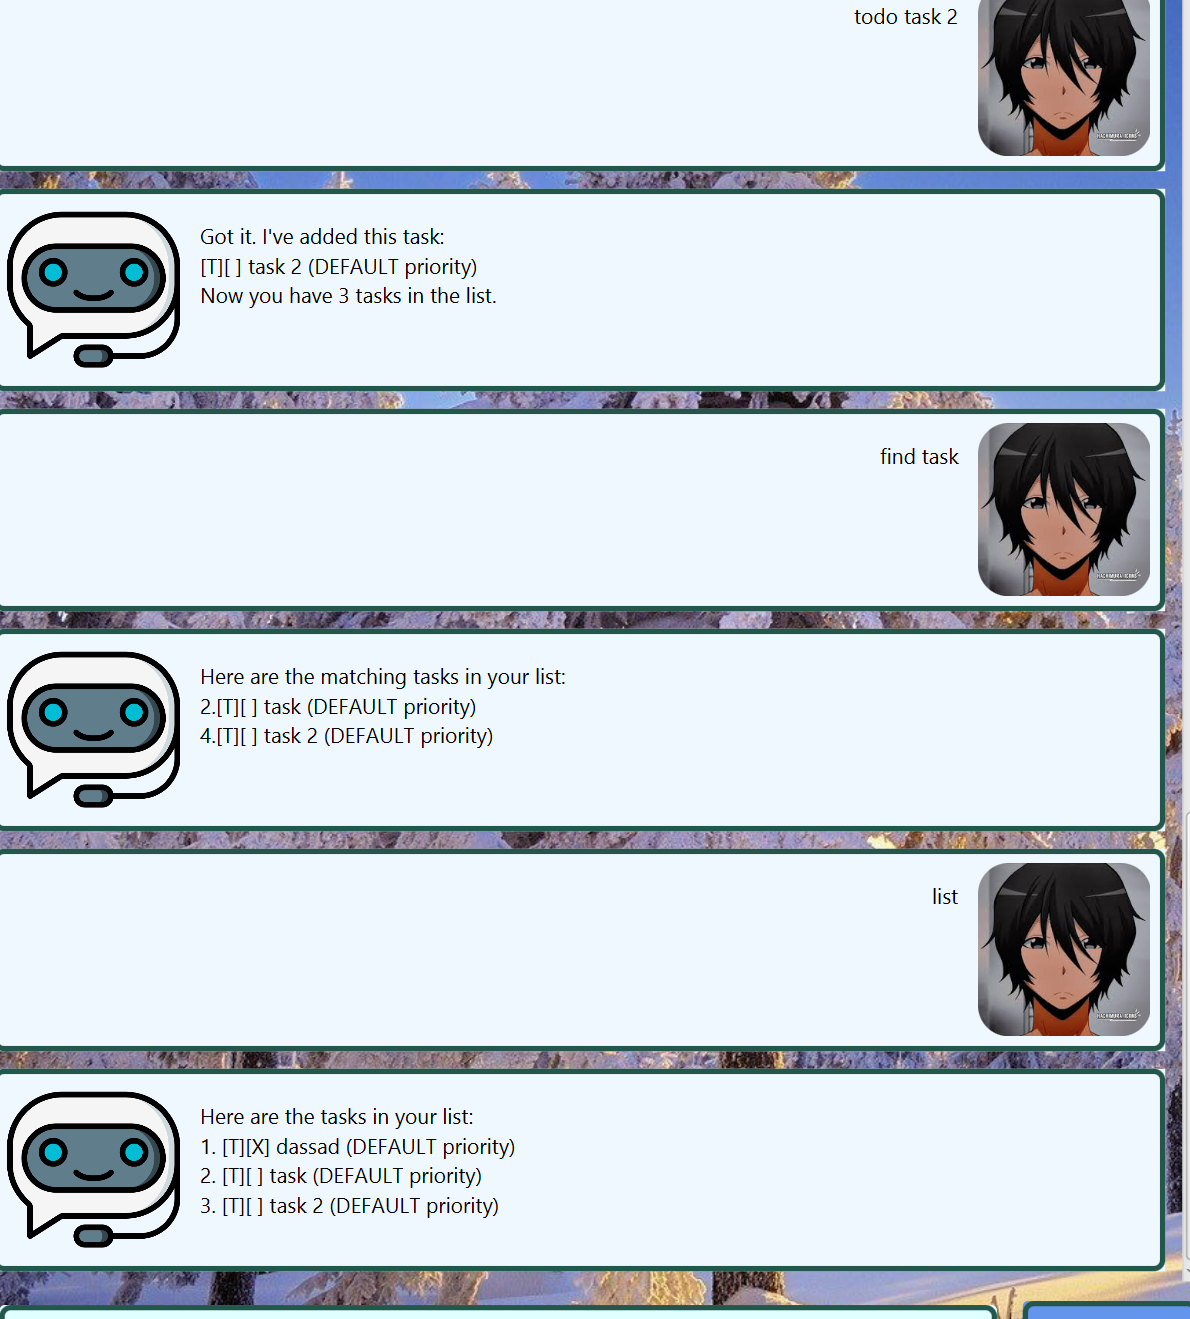 todo task 2
Got it. I've added this task:
[T][ ] task 2 (DEFAULT priority)
Now you have 3 tasks in the list.
find task
Here are the matching tasks in your list:
2.[T][ ] task (DEFAULT priority)
4.[T][ ] task 2 (DEFAULT priority)
list
Here are the tasks in your list:
1. [T][X] dassad (DEFAULT priority)
2. [T][ ] task (DEFAULT priority)
3. [T][ ] task 2 (DEFAULT priority)